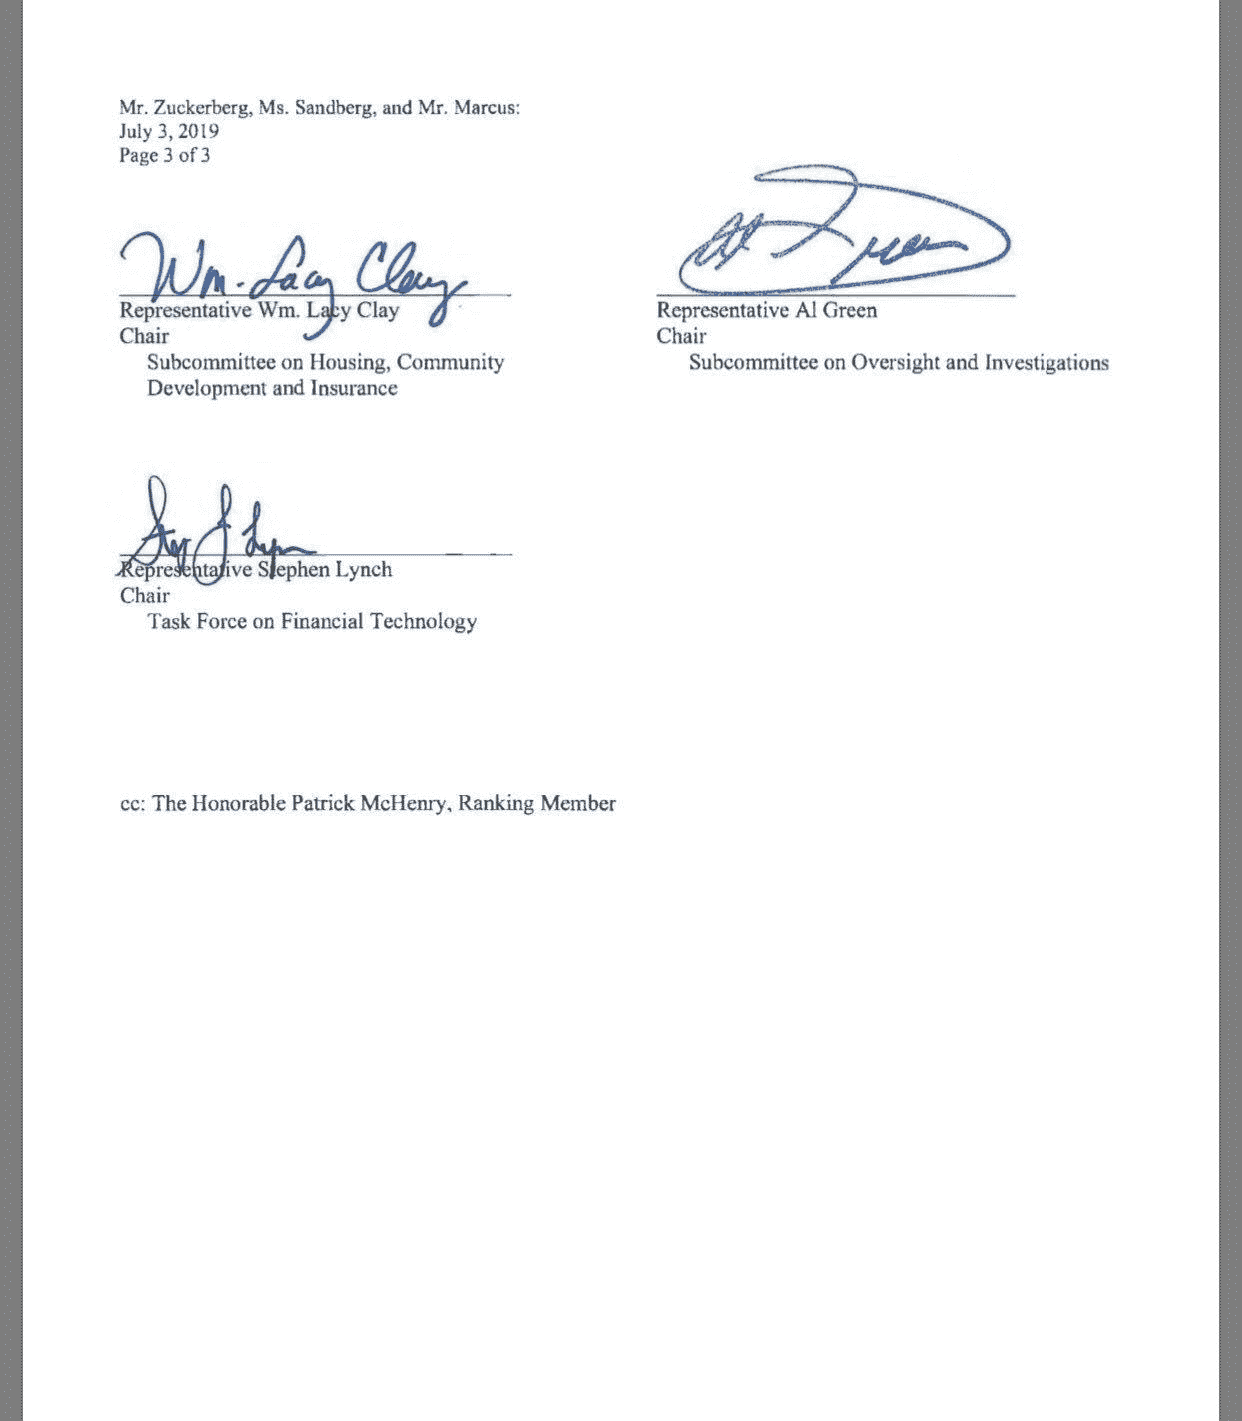 Mr. Zuckerberg, Ms. Sandberg, and Mr. Marcus:
July 3, 2019
Page 3 of 3
Wm. Lacy Clay
Representative Wm. Lacy Clay
Chair
Subcommittee on Housing, Community
Development and Insurance
Al Green
Representative Al Green
Chair
Subcommittee on Oversight and Investigations
Representative Stephen Lynch
Chair
Task Force on Financial Technology
cc: The Honorable Patrick McHenry, Ranking Member